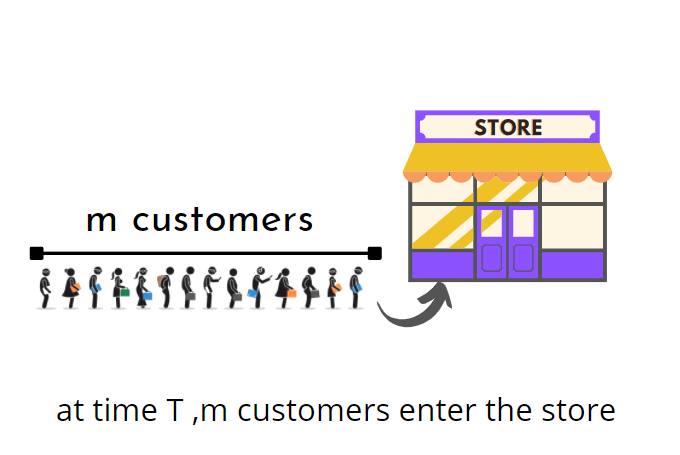 STORE
m customers
at time T ,m customers enter the store